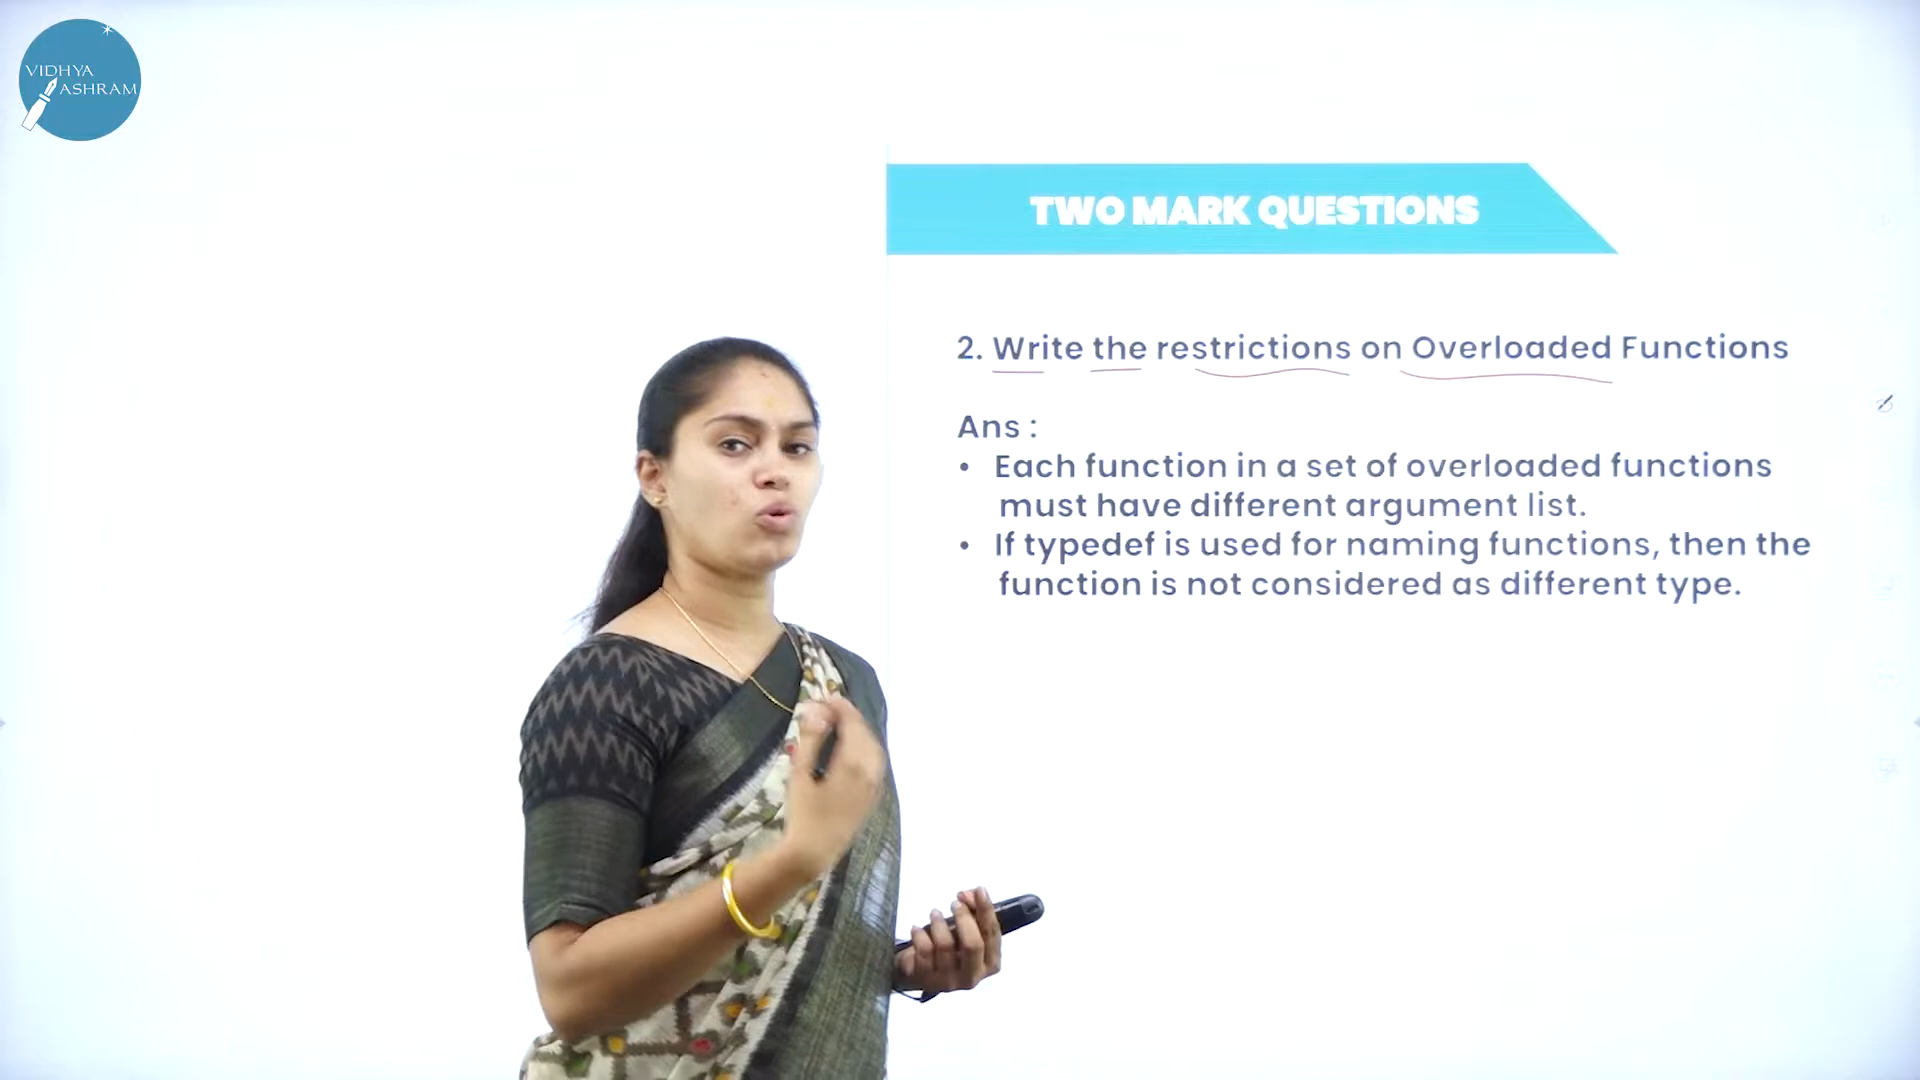 VIDHYA
ASHRAM
TWO MARK QUESTIONS
2. Write the restrictions on Overloaded Functions
Ans :
• Each function in a set of overloaded functions
must have different argument list.
• If typedef is used for naming functions, then the
function is not considered as different type.